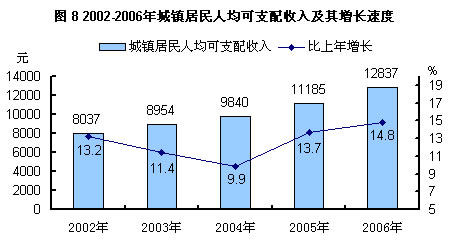 图 8 2002-2006年城镇居民人均可支配收入及其增长速度
城镇居民人均可支配收入 比上年增长
元 %
14000 12000 10000 8000 6000 4000 2000 0
8037 8954 9840 11185 12837
13.2 11.4 9.9 13.7 14.8
19 17 15 13 11 9 7 5
2002年 2003年 2004年 2005年 2006年